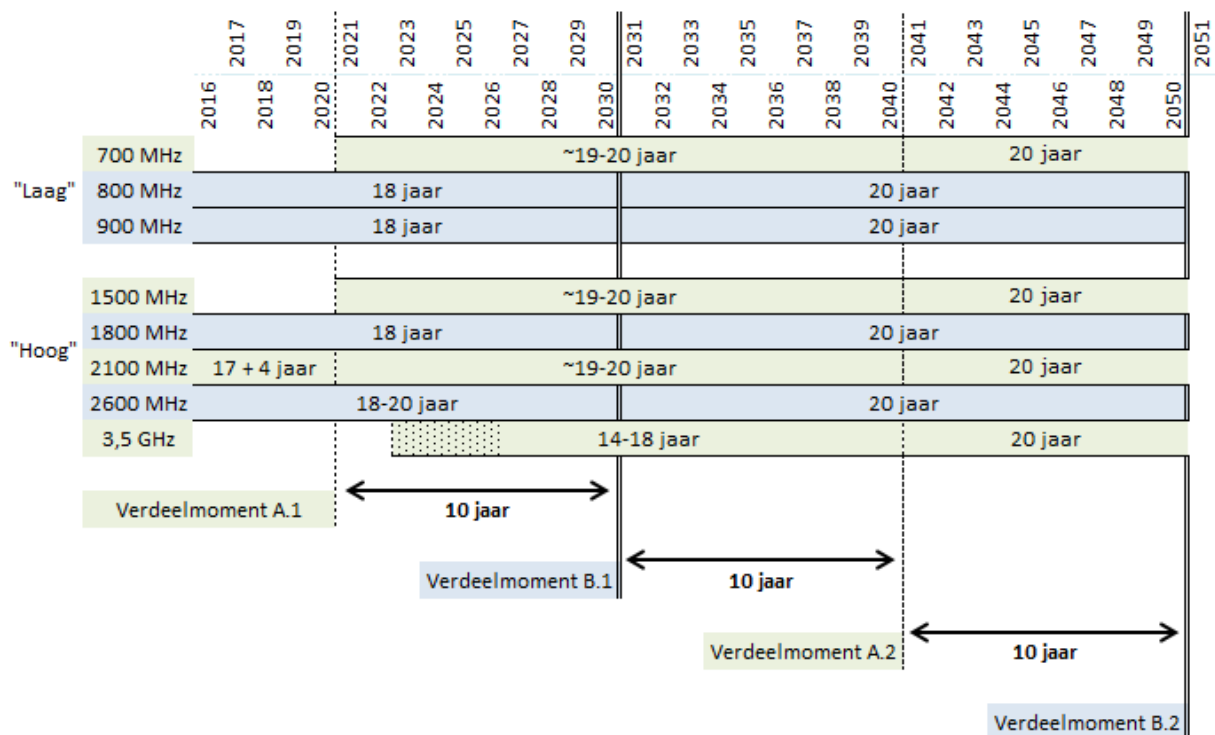 2017 2019 2021 2023 2025 2027 2029 2031 2033 2035 2037 2039 2041 2043 2045 2047 2049 2051
2016 2018 2020 2022 2024 2026 2028 2030 2032 2034 2036 2038 2040 2042 2044 2046 2048 2050
700 MHz ~19-20 jaar 20 jaar
"Laag" 800 MHz 18 jaar 20 jaar
900 MHz 18 jaar 20 jaar
1500 MHz ~19-20 jaar 20 jaar
"Hoog" 1800 MHz 18 jaar 20 jaar
2100 MHz 17 + 4 jaar ~19-20 jaar 20 jaar
2600 MHz 18-20 jaar 20 jaar
3,5 GHz 14-18 jaar 20 jaar
Verdeelmoment A.1 10 jaar
Verdeelmoment B.1 10 jaar
Verdeelmoment A.2 10 jaar
Verdeelmoment B.2